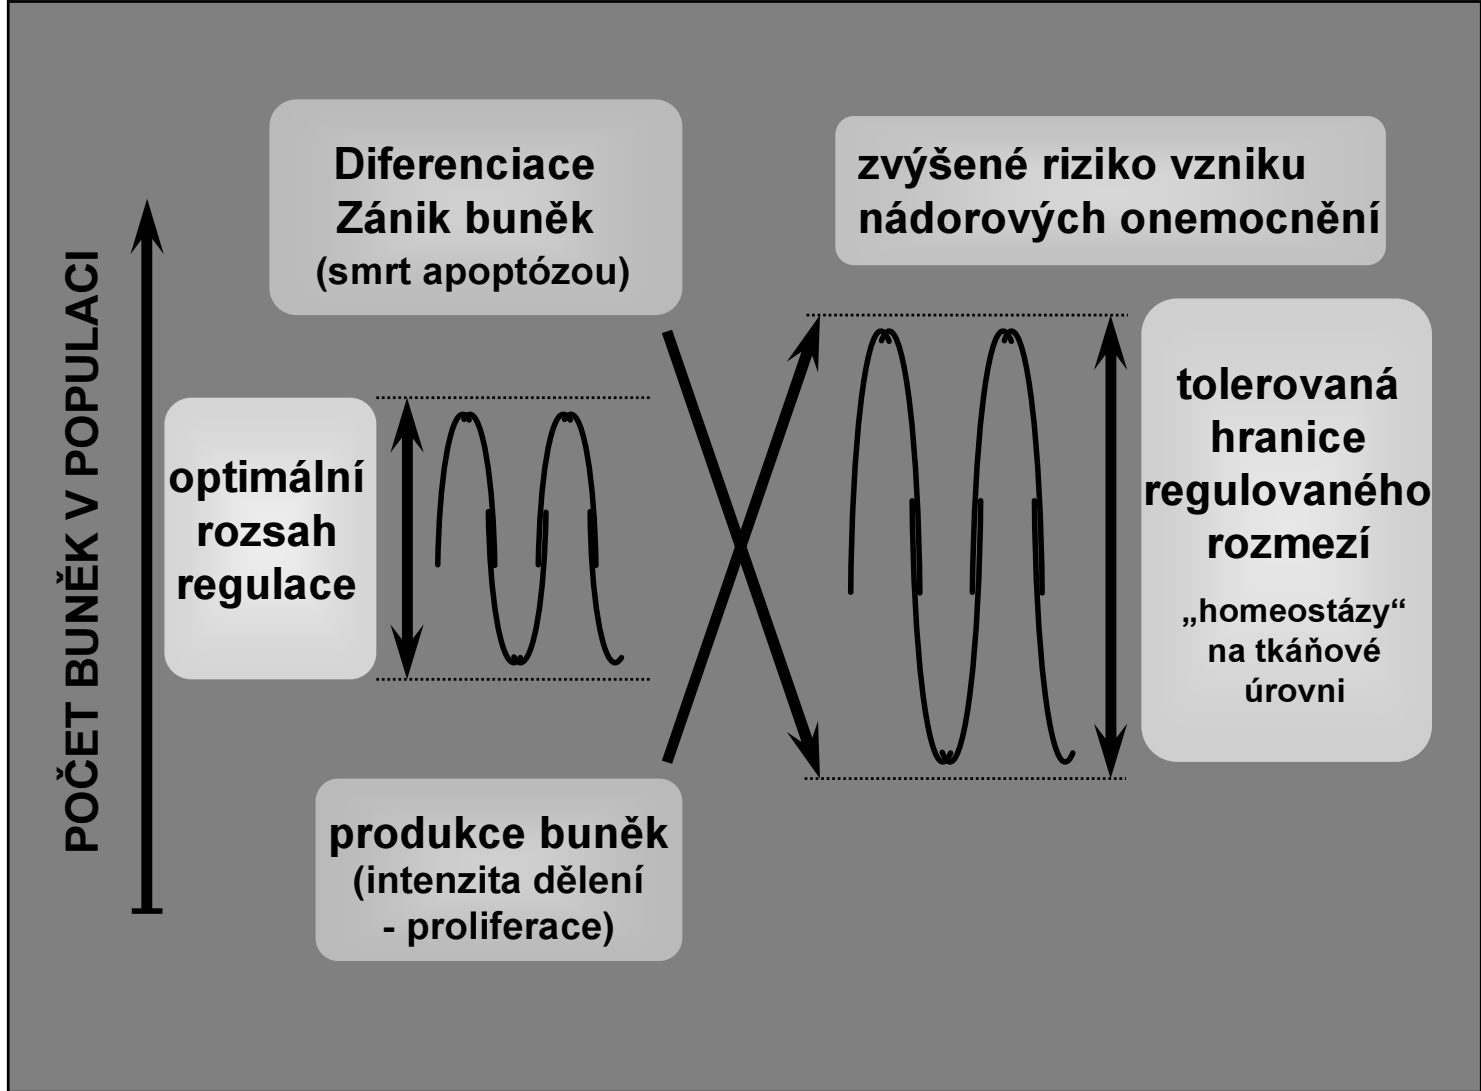 POČET BUNĚK V POPULACI
Diferenciace
Zánik buněk
(smrt apoptózou)
zvýšené riziko vzniku
nádorových onemocnění
optimální
rozsah
regulace
tolerovaná
hranice
regulovaného
rozmezí
„homeostázy“
na tkáňové
úrovni
produkce buněk
(intenzita dělení
- proliferace)